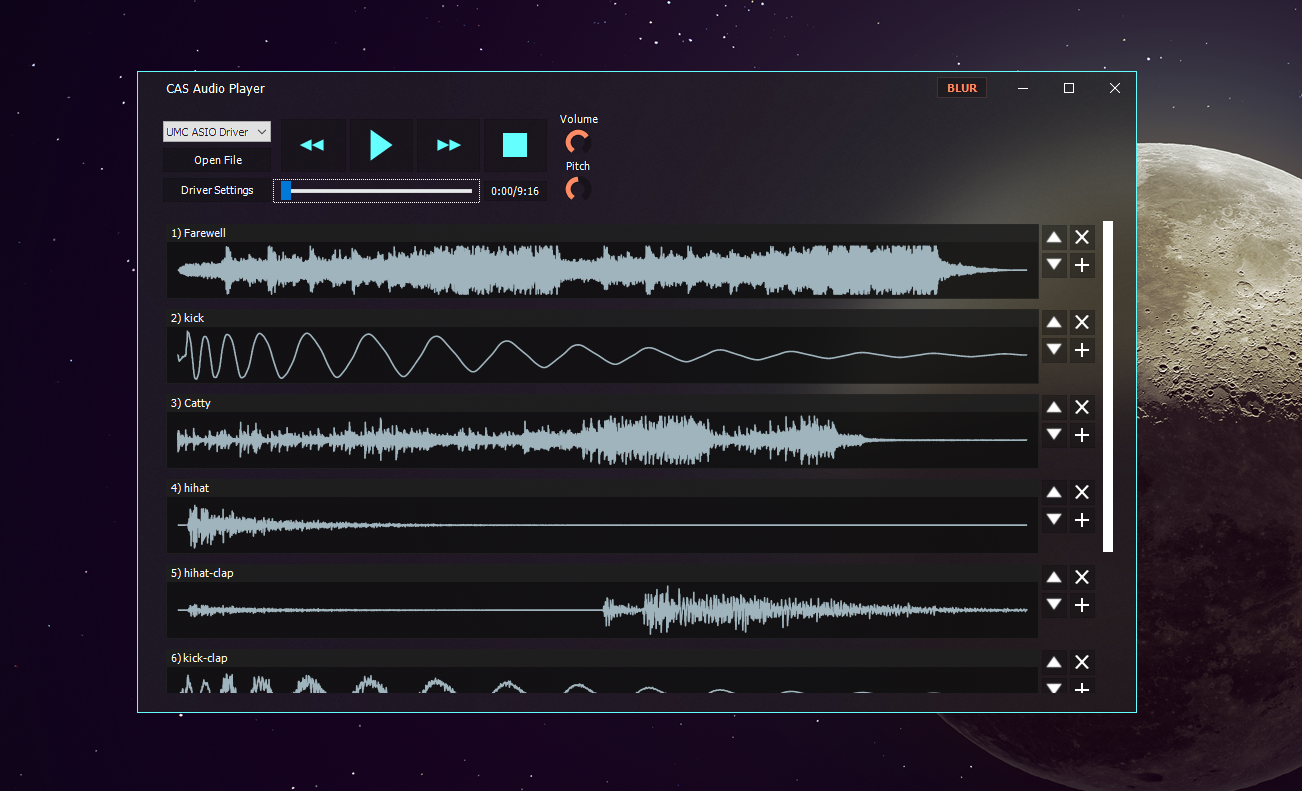 CAS Audio Player
BLUR
UMC ASIO Driver
Open File
Driver Settings
0:00/9:16
Volume
Pitch
1) Farewell
2) kick
3) Catty
4) hihat
5) hihat-clap
6) kick-clap